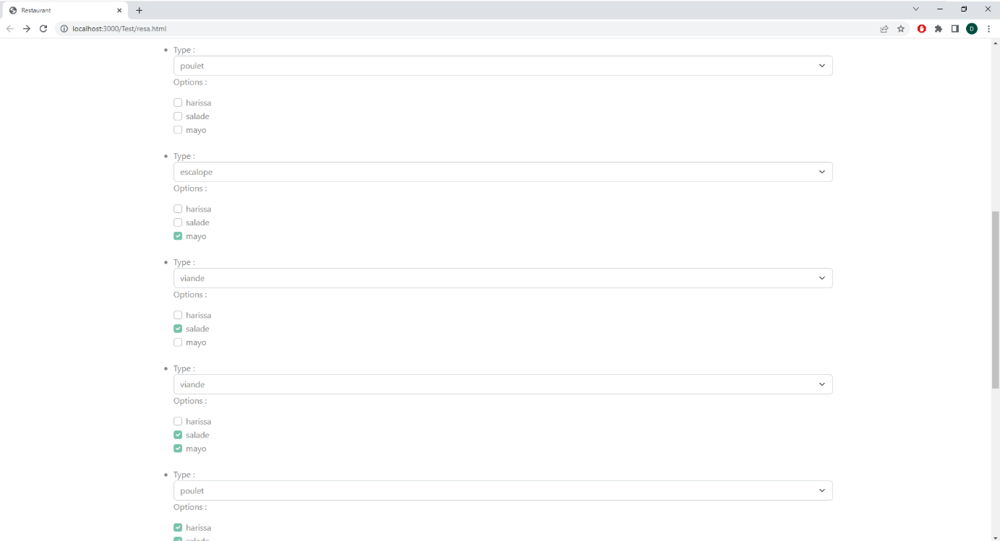 Restaurant
localhost:3000/Test/resa.html
D
Type :
poulet
Options :
harissa
salade
mayo
Type :
escalope
Options :
harissa
salade
mayo
Type :
viande
Options :
harissa
salade
mayo
Type :
viande
Options :
harissa
salade
mayo
Type :
poulet
Options :
harissa
salade